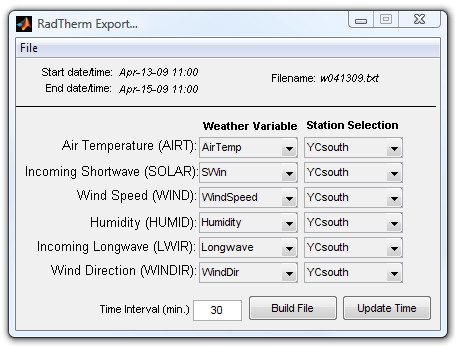 RadTherm Export...
File
Start date/time: Apr-13-09 11:00
End date/time: Apr-15-09 11:00
Filename: w041309.txt
Weather Variable Station Selection
Air Temperature (AIRT): AirTemp YCsouth
Incoming Shortwave (SOLAR): SWin YCsouth
Wind Speed (WIND): WindSpeed YCsouth
Humidity (HUMID): Humidity YCsouth
Incoming Longwave (LWIR): Longwave YCsouth
Wind Direction (WINDIR): WindDir YCsouth
Time Interval (min.) 30 Build File Update Time